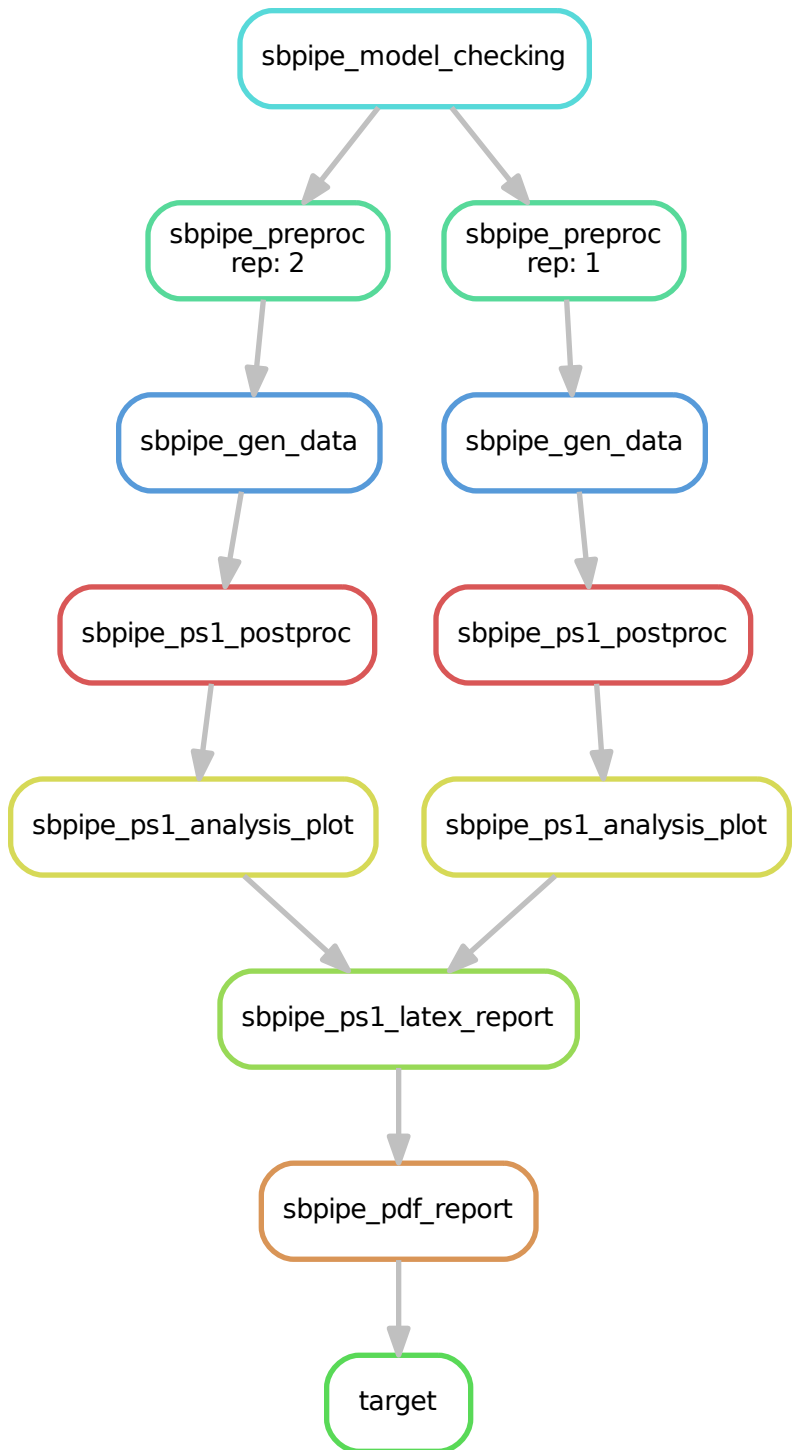 sbpipe_model_checking
sbpipe_preproc
rep: 2
sbpipe_preproc
rep: 1
sbpipe_gen_data
sbpipe_gen_data
sbpipe_ps1_postproc
sbpipe_ps1_postproc
sbpipe_ps1_analysis_plot
sbpipe_ps1_analysis_plot
sbpipe_ps1_latex_report
sbpipe_pdf_report
target